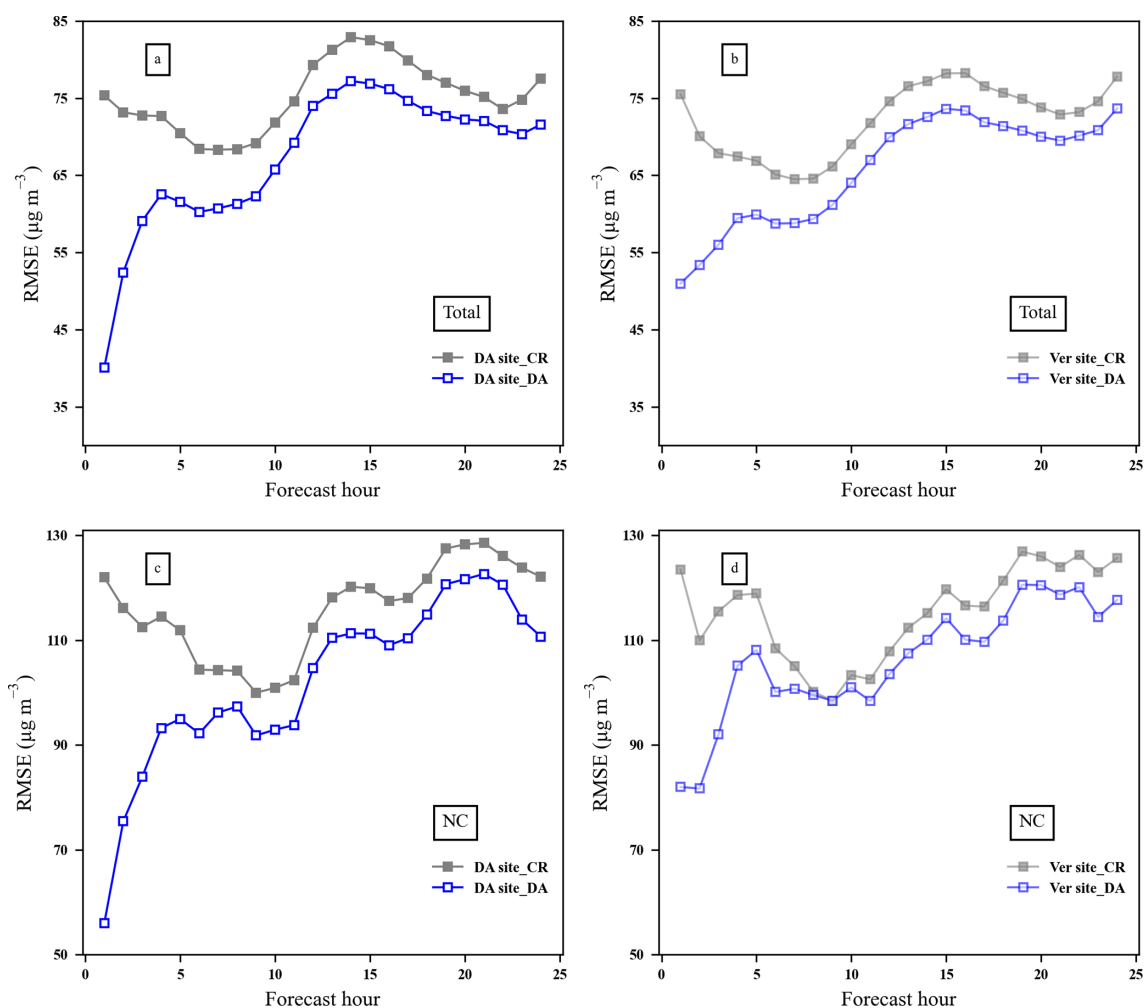 85
75
65
55
45
35
RMSE (μg m⁻³)
a
Total
DA site_CR
DA site_DA
0
5
10
15
20
25
Forecast hour
85
75
65
55
45
35
RMSE (μg m⁻³)
b
Total
Ver site_CR
Ver site_DA
0
5
10
15
20
25
Forecast hour
130
110
90
70
50
RMSE (μg m⁻³)
c
NC
DA site_CR
DA site_DA
0
5
10
15
20
25
Forecast hour
130
110
90
70
50
RMSE (μg m⁻³)
d
NC
Ver site_CR
Ver site_DA
0
5
10
15
20
25
Forecast hour